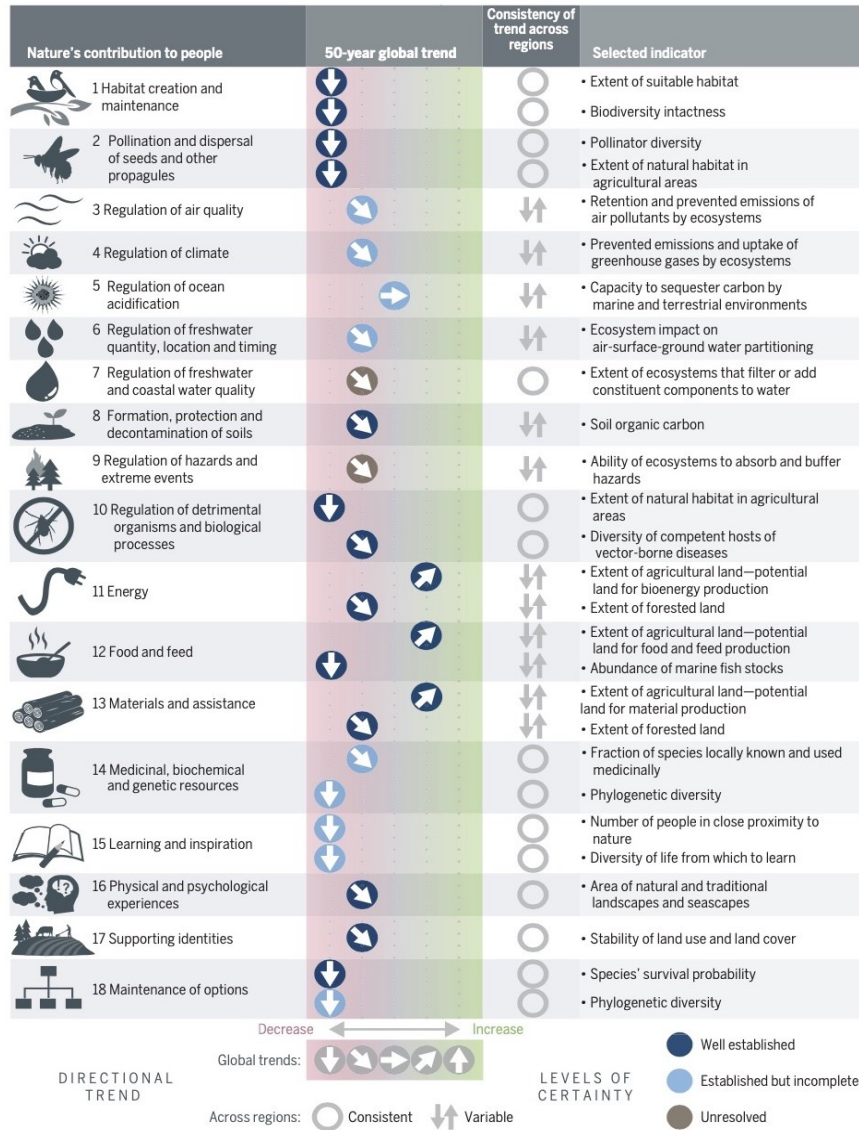 Nature's contribution to people
50-year global trend
Consistency of
trend across
regions
Selected indicator
1 Habitat creation and
maintenance
• Extent of suitable habitat
• Biodiversity intactness
2 Pollination and dispersal
of seeds and other
propagules
• Pollinator diversity
• Extent of natural habitat in
agricultural areas
3 Regulation of air quality
• Retention and prevented emissions of
air pollutants by ecosystems
4 Regulation of climate
• Prevented emissions and uptake of
greenhouse gases by ecosystems
5 Regulation of ocean
acidification
• Capacity to sequester carbon by
marine and terrestrial environments
6 Regulation of freshwater
quantity, location and timing
• Ecosystem impact on
air-surface-ground water partitioning
7 Regulation of freshwater
and coastal water quality
• Extent of ecosystems that filter or add
constituent components to water
8 Formation, protection and
decontamination of soils
• Soil organic carbon
9 Regulation of hazards and
extreme events
• Ability of ecosystems to absorb and buffer
hazards
10 Regulation of detrimental
organisms and biological
processes
• Extent of natural habitat in agricultural
areas
• Diversity of competent hosts of
vector-borne diseases
11 Energy
• Extent of agricultural land—potential
land for bioenergy production
• Extent of forested land
12 Food and feed
• Extent of agricultural land—potential
land for food and feed production
• Abundance of marine fish stocks
13 Materials and assistance
• Extent of agricultural land—potential
land for material production
• Extent of forested land
14 Medicinal, biochemical
and genetic resources
• Fraction of species locally known and used
medicinally
• Phylogenetic diversity
15 Learning and inspiration
• Number of people in close proximity to
nature
• Diversity of life from which to learn
!?
16 Physical and psychological
experiences
• Area of natural and traditional
landscapes and seascapes
17 Supporting identities
• Stability of land use and land cover
18 Maintenance of options
• Species' survival probability
• Phylogenetic diversity
Decrease
Increase
Global trends:
DIRECTIONAL
TREND
Across regions:
Consistent
Variable
LEVELS OF
CERTAINTY
Well established
Established but incomplete
Unresolved